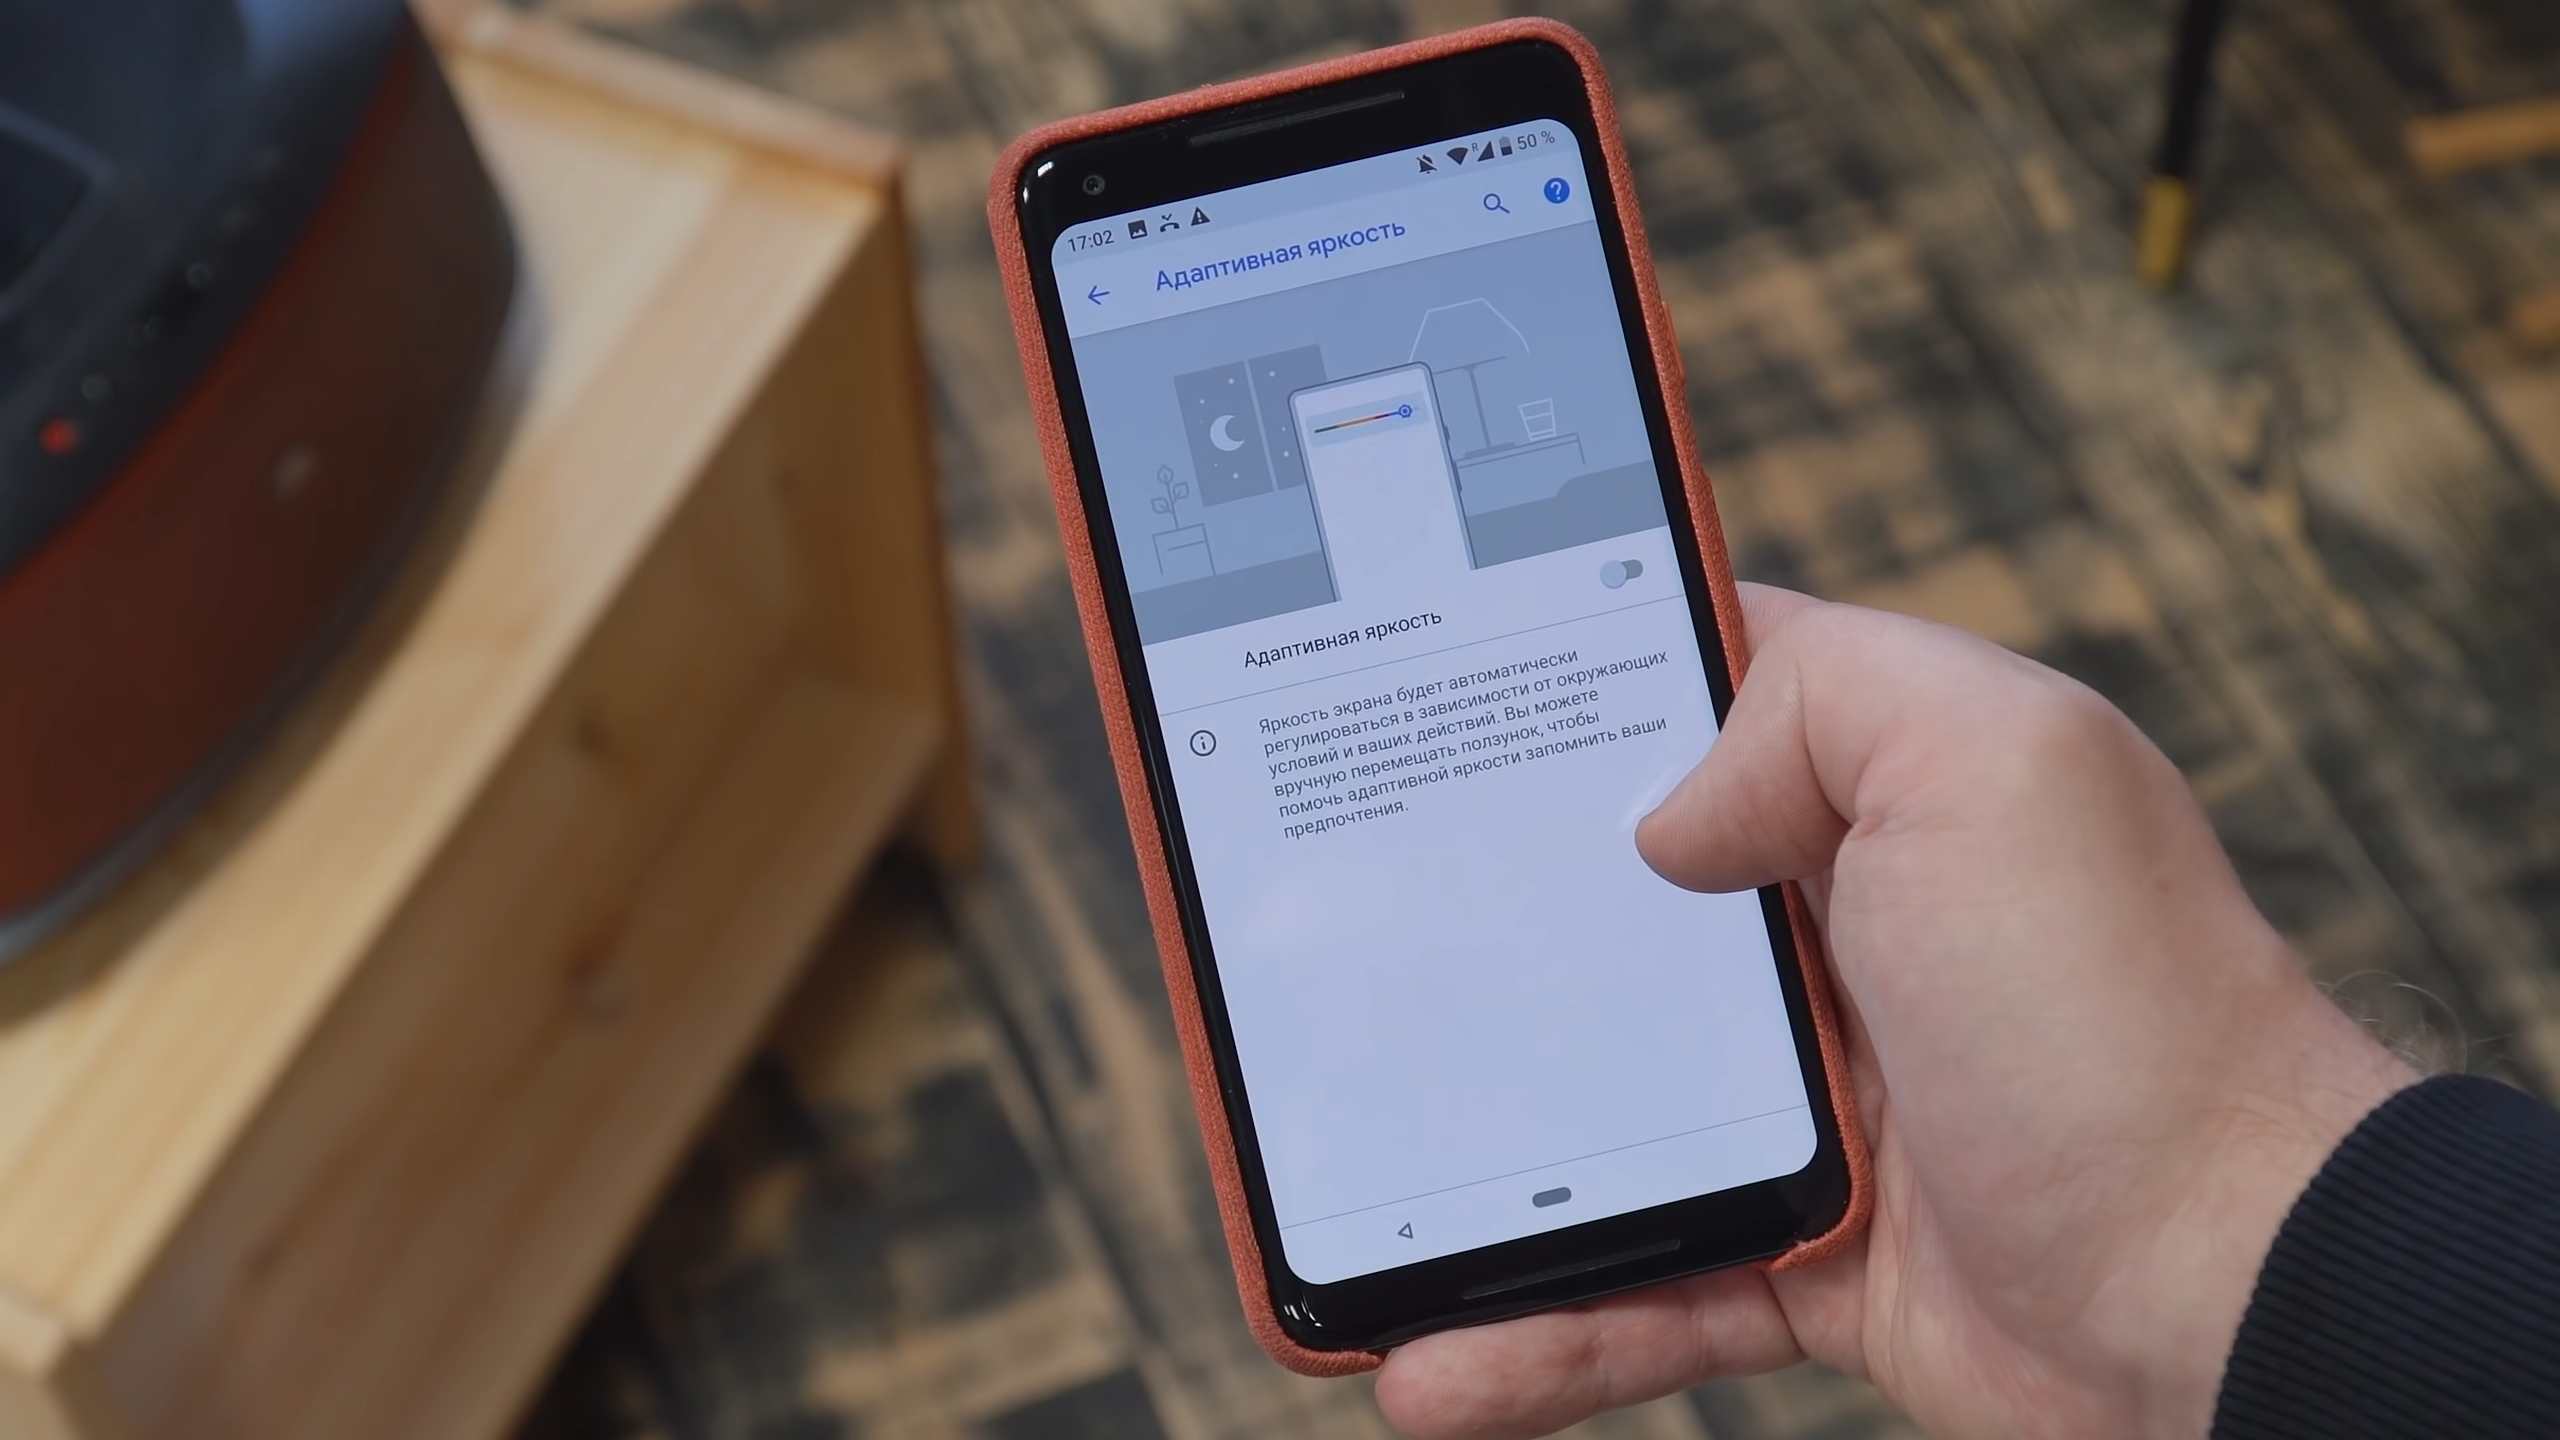 17:02 R 50 %
Адаптивная яркость
Адаптивная яркость
Яркость экрана будет автоматически
регулироваться в зависимости от окружающих
условий и ваших действий. Вы можете
вручную перемещать ползунок, чтобы
помочь адаптивной яркости запомнить ваши
предпочтения.